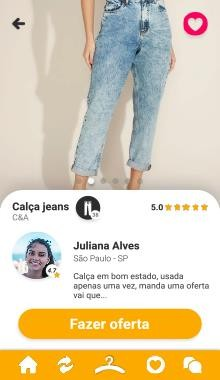 Calça jeans 38 5.0
C&A
Juliana Alves
4.7 São Paulo - SP
Calça em bom estado, usada
apenas uma vez, manda uma oferta
vai que...
Fazer oferta